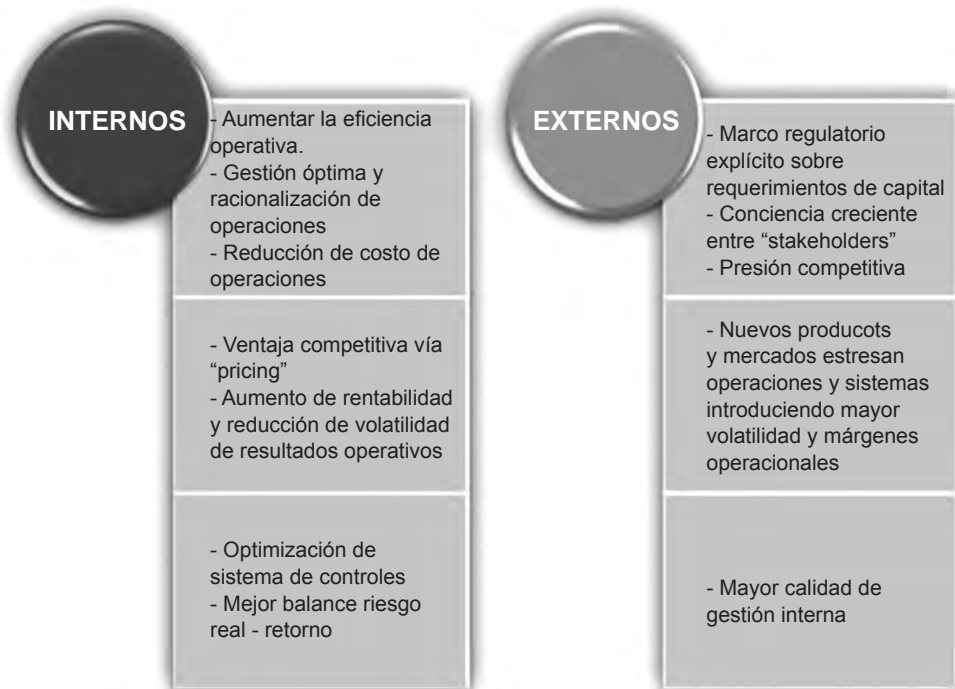 INTERNOS
- Aumentar la eficiencia
operativa.
- Gestión óptima y
racionalización de
operaciones
- Reducción de costo de
operaciones
- Ventaja competitiva vía
“pricing”
- Aumento de rentabilidad
y reducción de volatilidad
de resultados operativos
- Optimización de
sistema de controles
- Mejor balance riesgo
real - retorno
EXTERNOS
- Marco regulatorio
explícito sobre
requerimientos de capital
- Conciencia creciente
entre “stakeholders”
- Presión competitiva
- Nuevos producots
y mercados estresan
operaciones y sistemas
introduciendo mayor
volatilidad y márgenes
operacionales
- Mayor calidad de
gestión interna